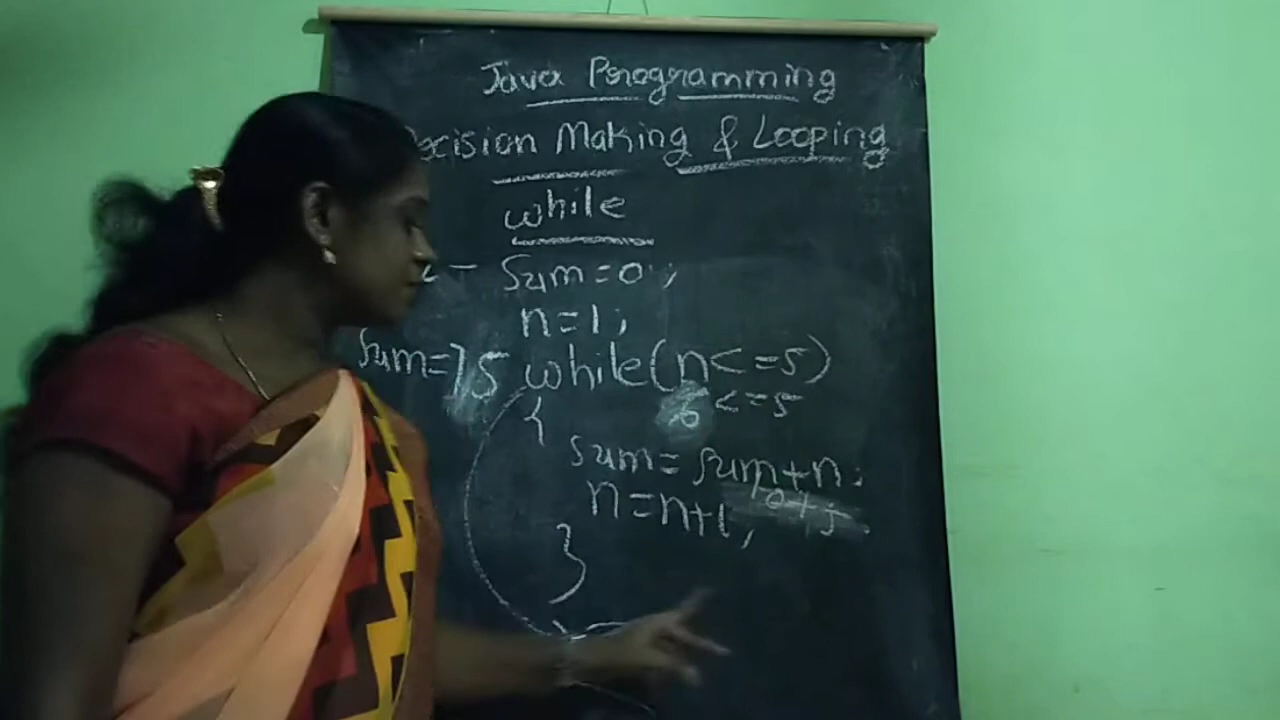 Java Programming
Decision Making & Looping
while
Sum=0;
n=1;
Sum=15 while(n<=5)
{ 6<=5
sum=sum+n;
n=n+1;
}